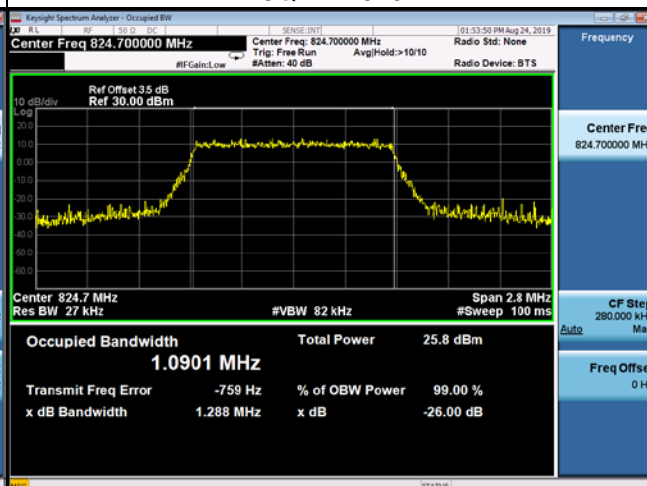 Keysight Spectrum Analyzer - Occupied BW
RL RF 50 Ω DC SENSE:INT 01:53:50 PM Aug 24, 2019
Center Freq 824.700000 MHz
Center Freq: 824.700000 MHz
Radio Std: None
Trig: Free Run Avg|Hold:>10/10
#IFGain:Low
#Atten: 40 dB
Radio Device: BTS
Ref Offset 3.5 dB
10 dB/div Ref 30.00 dBm
Log
20.0
10.0
0.00
-10.0
-20.0
-30.0
-40.0
-50.0
-60.0
Center 824.7 MHz
Span 2.8 MHz
Res BW 27 kHz
#VBW 82 kHz
#Sweep 100 ms
Occupied Bandwidth
1.0901 MHz
Total Power 25.8 dBm
Transmit Freq Error -759 Hz
% of OBW Power 99.00 %
x dB Bandwidth 1.288 MHz
x dB -26.00 dB
MSG
STATUS
Frequency
Center Fre
824.700000 MH
CF Ste
280.000 kH
Auto Ma
Freq Offse
0 H